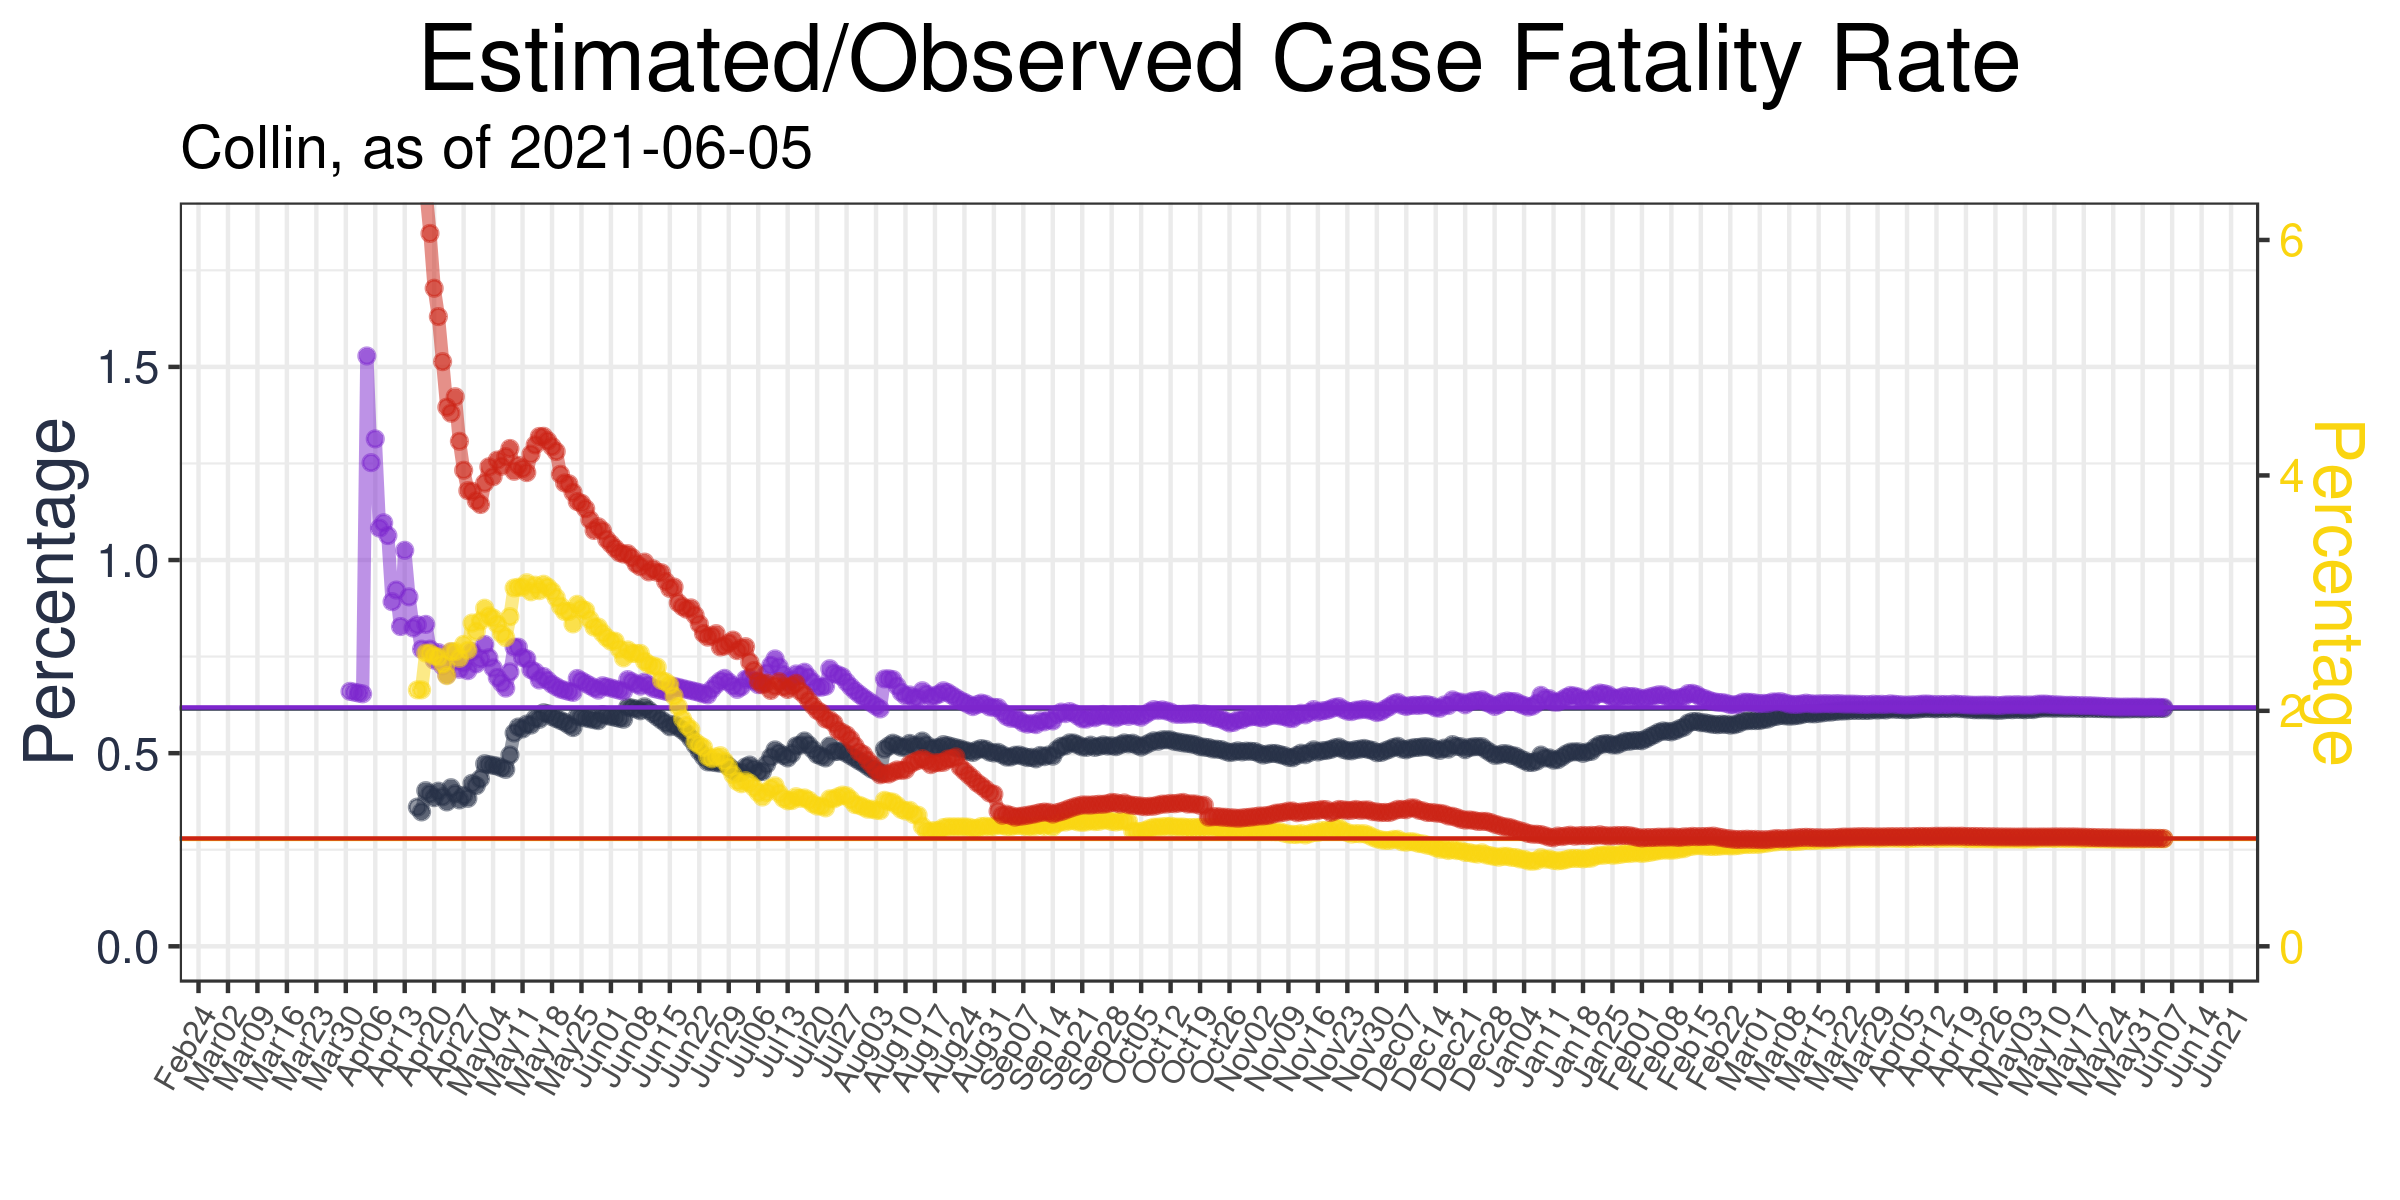 Estimated/Observed Case Fatality Rate
Collin, as of 2021-06-05
Percentage
1.5
1.0
0.5
0.0
6
4
2
0
Percentage
Feb24
Mar02
Mar09
Mar16
Mar23
Mar30
Apr06
Apr13
Apr20
Apr27
May04
May11
May18
May25
Jun01
Jun08
Jun15
Jun22
Jun29
Jul06
Jul13
Jul20
Jul27
Aug03
Aug10
Aug17
Aug24
Aug31
Sep07
Sep14
Sep21
Sep28
Oct05
Oct12
Oct19
Oct26
Nov02
Nov09
Nov16
Nov23
Nov30
Dec07
Dec14
Dec21
Dec28
Jan04
Jan11
Jan18
Jan25
Feb01
Feb08
Feb15
Feb22
Mar01
Mar08
Mar15
Mar22
Mar29
Apr05
Apr12
Apr19
Apr26
May03
May10
May17
May24
May31
Jun07
Jun14
Jun21